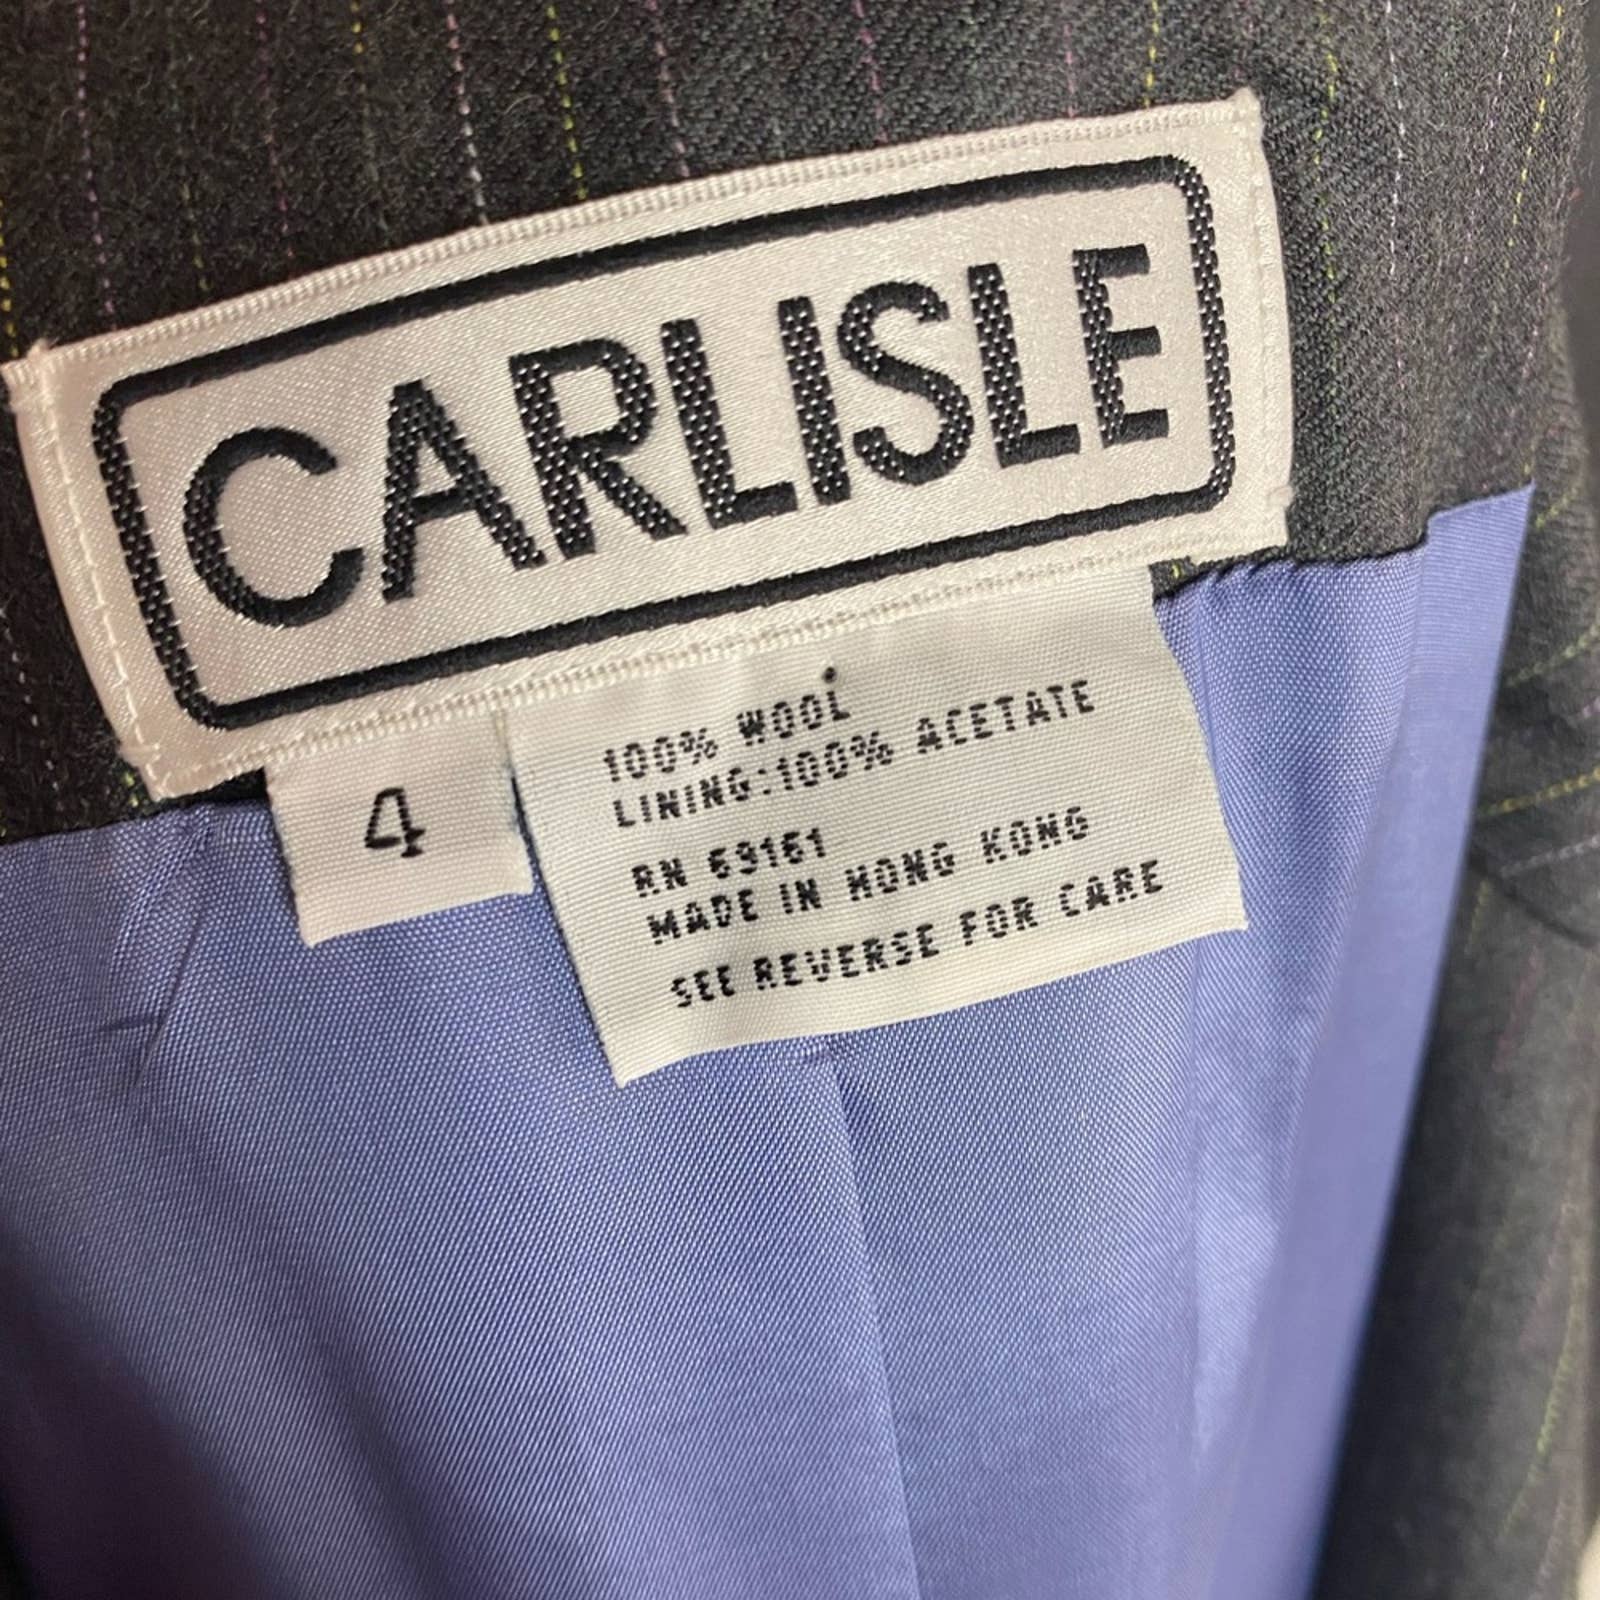 CARLISLE
4
100% WOOL
LINING:100% ACETATE
RN 69161
MADE IN HONG KONG
SEE REVERSE FOR CARE